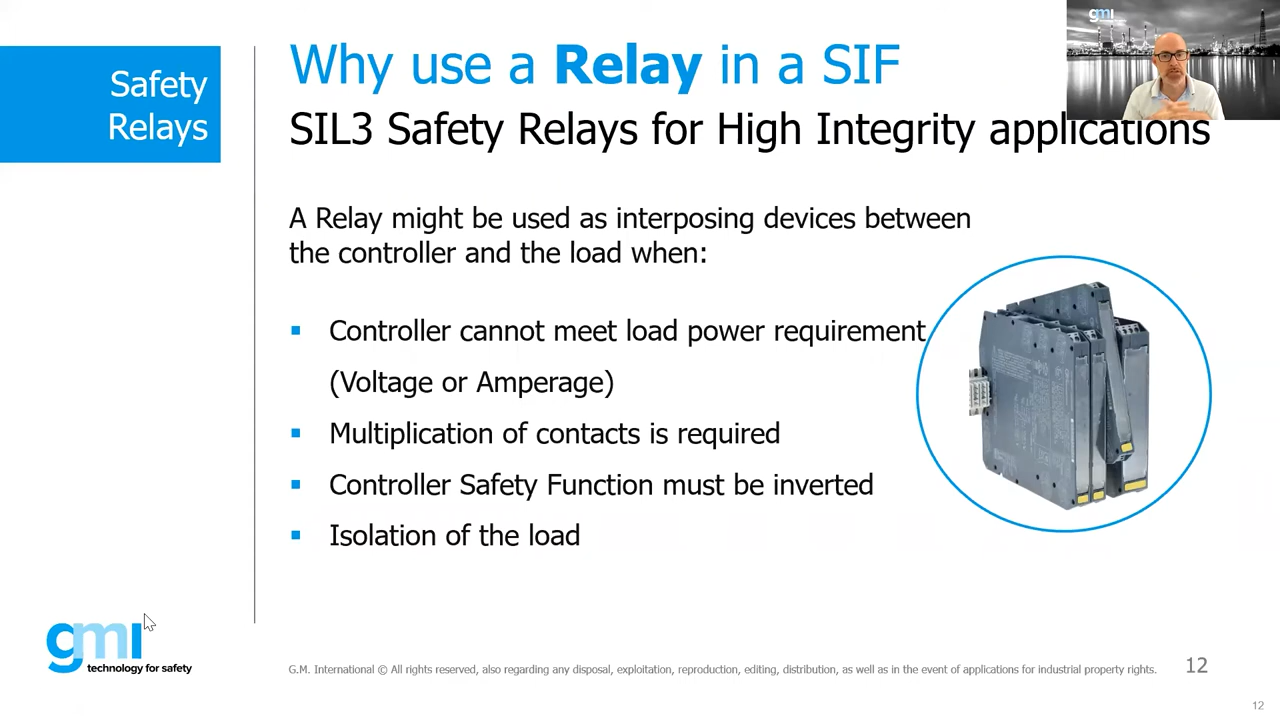 Safety
Relays
Why use a Relay in a SIF
SIL3 Safety Relays for High Integrity applications
A Relay might be used as interposing devices between
the controller and the load when:
▪ Controller cannot meet load power requirement
(Voltage or Amperage)
▪ Multiplication of contacts is required
▪ Controller Safety Function must be inverted
▪ Isolation of the load
gmi
gmi
technology for safety
G.M. International © All rights reserved, also regarding any disposal, exploitation, reproduction, editing, distribution, as well as in the event of applications for industrial property rights.
12
12